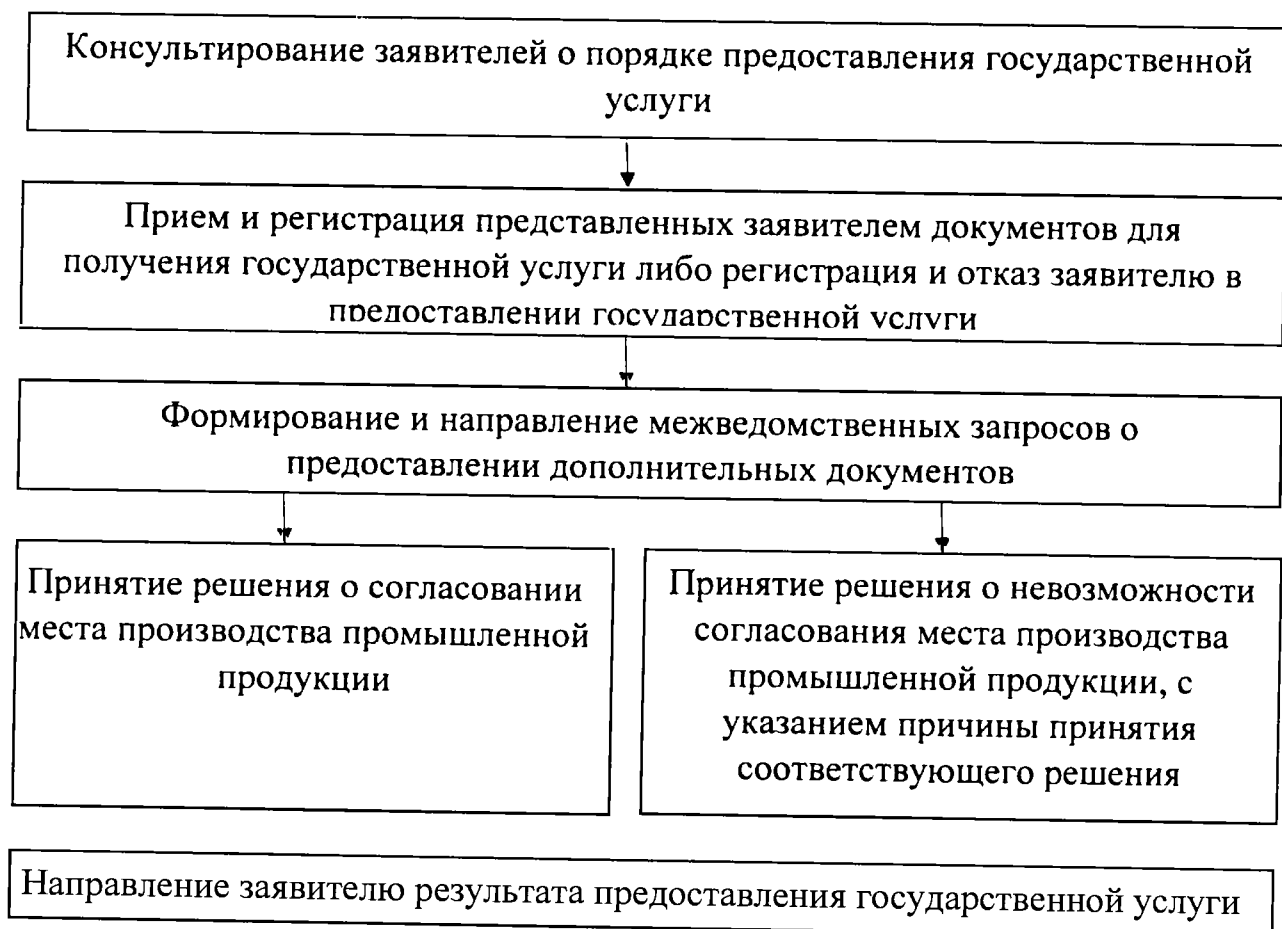 Консультирование заявителей о порядке предоставления государственной
услуги
Прием и регистрация представленных заявителем документов для
получения государственной услуги либо регистрация и отказ заявителю в
предоставлении государственной услуги
Формирование и направление межведомственных запросов о
предоставлении дополнительных документов
Принятие решения о согласовании
места производства промышленной
продукции
Принятие решения о невозможности
согласования места производства
промышленной продукции, с
указанием причины принятия
соответствующего решения
Направление заявителю результата предоставления государственной услуги